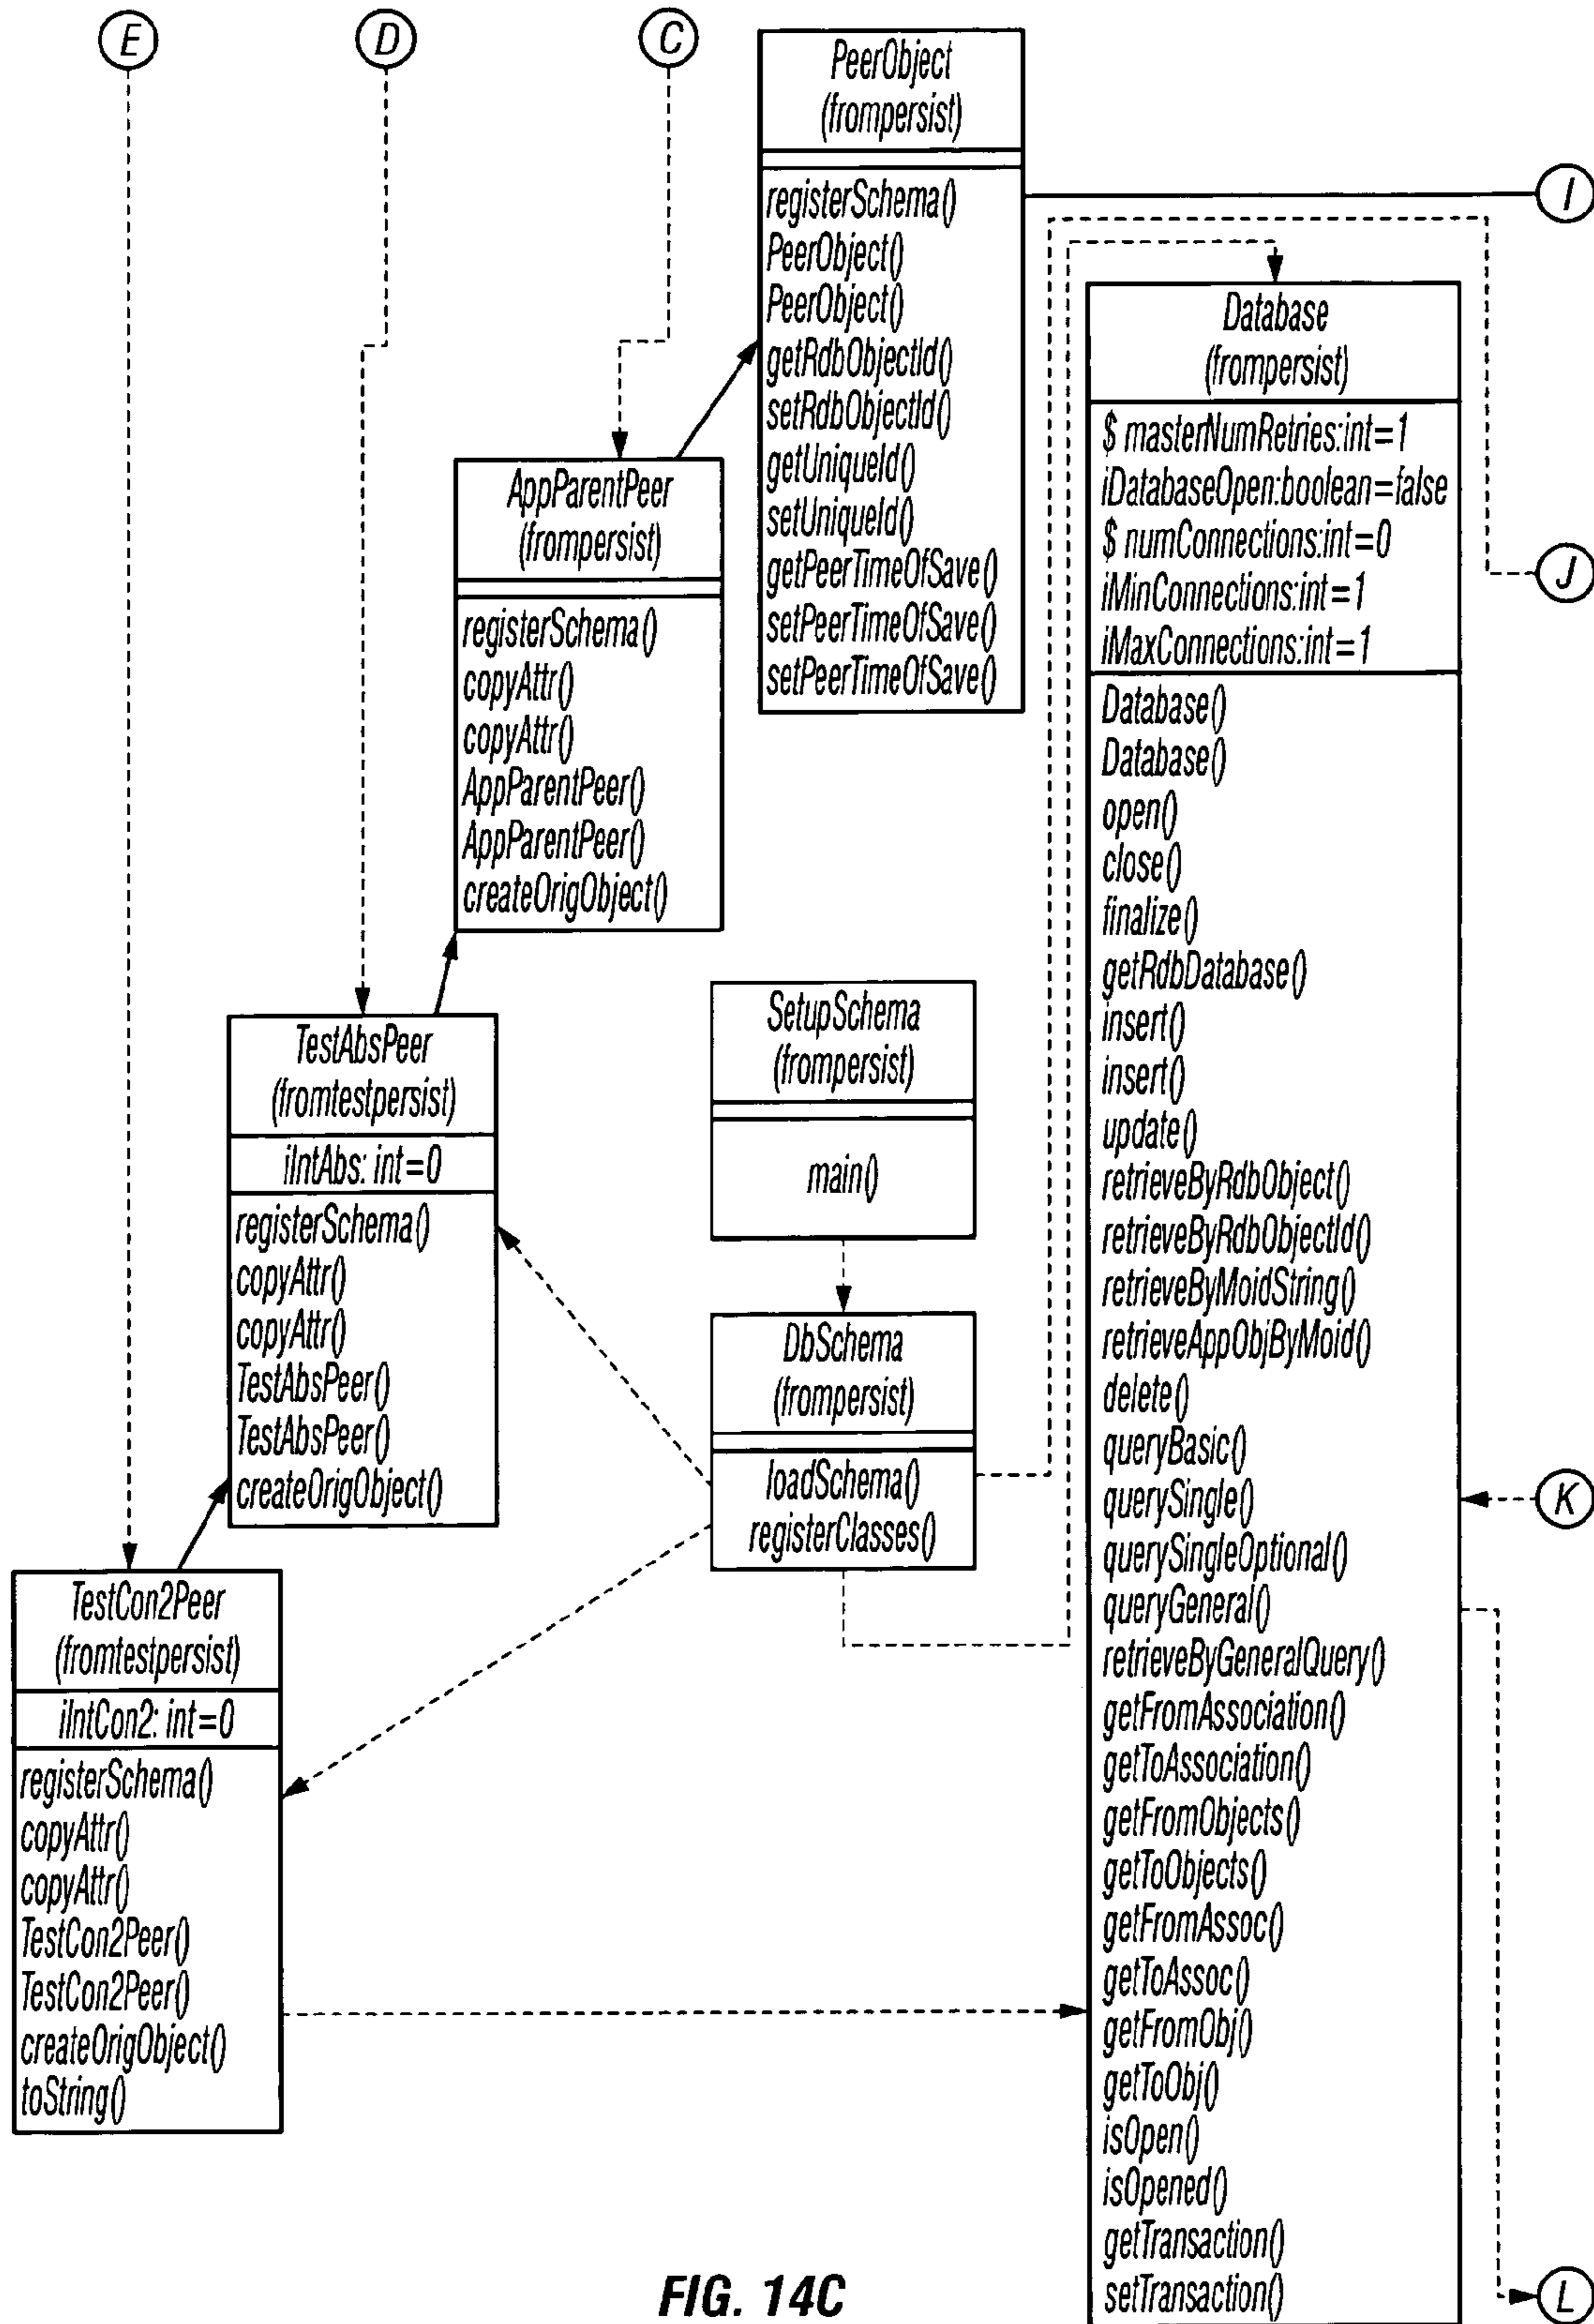 E
D
C
PeerObject
(frompersist)
registerSchema()
PeerObject()
PeerObject()
getRdbObjectId()
setRdbObjectId()
getUniqueId()
setUniqueId()
getPeerTimeOfSave()
setPeerTimeOfSave()
setPeerTimeOfSave()
I
J
Database
(frompersist)
$ masterNumRetries:int=1
iDatabaseOpen:boolean=false
$ numConnections:int=0
iMinConnections:int=1
iMaxConnections:int=1
Database()
Database()
open()
close()
finalize()
getRdbDatabase()
insert()
insert()
update()
retrieveByRdbObject()
retrieveByRdbObjectId()
retrieveByMoidString()
retrieveAppObjByMoid()
delete()
queryBasic()
querySingle()
querySingleOptional()
queryGeneral()
retrieveByGeneralQuery()
getFromAssociation()
getToAssociation()
getFromObjects()
getToObjects()
getFromAssoc()
getToAssoc()
getFromObj()
getToObj()
isOpen()
isOpened()
getTransaction()
setTransaction()
K
L
AppParentPeer
(frompersist)
registerSchema()
copyAttr()
copyAttr()
AppParentPeer()
AppParentPeer()
createOrigObject()
TestAbsPeer
(fromtestpersist)
iIntAbs: int=0
registerSchema()
copyAttr()
copyAttr()
TestAbsPeer()
TestAbsPeer()
createOrigObject()
SetupSchema
(frompersist)
main()
DbSchema
(frompersist)
loadSchema()
registerClasses()
TestCon2Peer
(fromtestpersist)
iIntCon2: int=0
registerSchema()
copyAttr()
copyAttr()
TestCon2Peer()
TestCon2Peer()
createOrigObject()
toString()
FIG. 14C